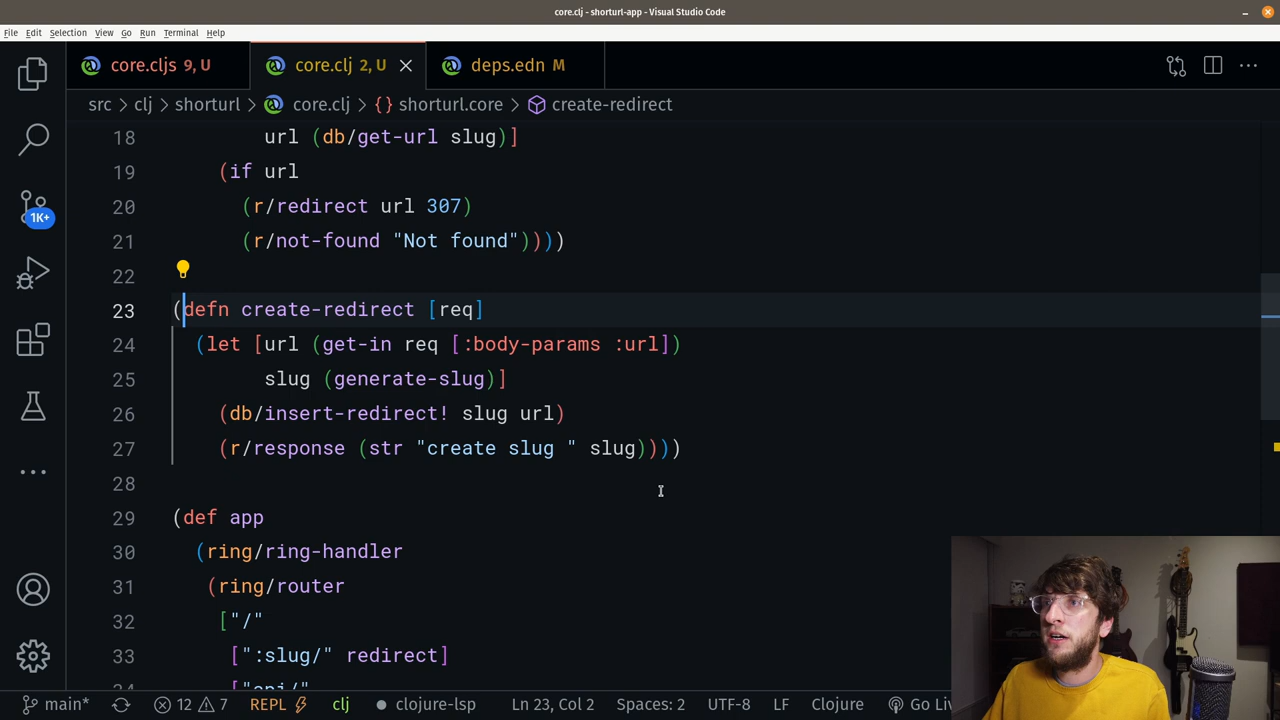 core.clj - shorturl-app - Visual Studio Code
File Edit Selection View Go Run Terminal Help
core.cljs 9, U core.clj 2, U deps.edn M
src > clj > shorturl > core.clj > {} shorturl.core > create-redirect
18 url (db/get-url slug)]
19 (if url
20 (r/redirect url 307)
21 (r/not-found "Not found"))))
22
23 (defn create-redirect [req]
24 (let [url (get-in req [:body-params :url])
25 slug (generate-slug)]
26 (db/insert-redirect! slug url)
27 (r/response (str "create slug " slug))))
28
29 (def app
30 (ring/ring-handler
31 (ring/router
32 ["/"
33 [":slug/" redirect]
34 ["api/"
1K+
main* 12 7 REPL clj clojure-lsp Ln 23, Col 2 Spaces: 2 UTF-8 LF Clojure Go Liv